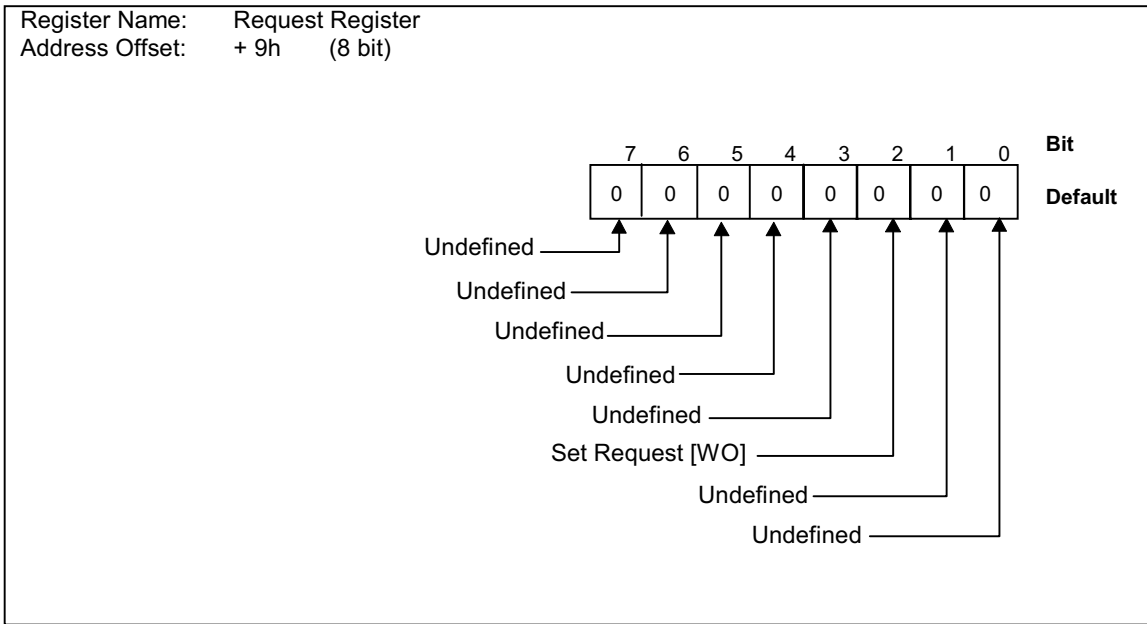 Register Name: Request Register
Address Offset: + 9h (8 bit)
7 6 5 4 3 2 1 0 Bit
0 0 0 0 0 0 0 0 Default
Undefined
Undefined
Undefined
Undefined
Undefined
Set Request [WO]
Undefined
Undefined